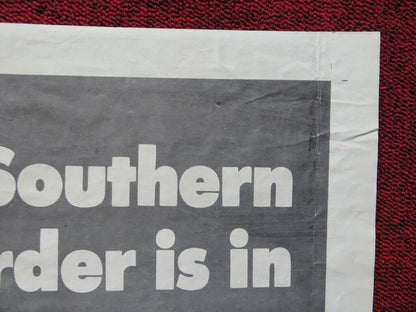 Southern
rder is in